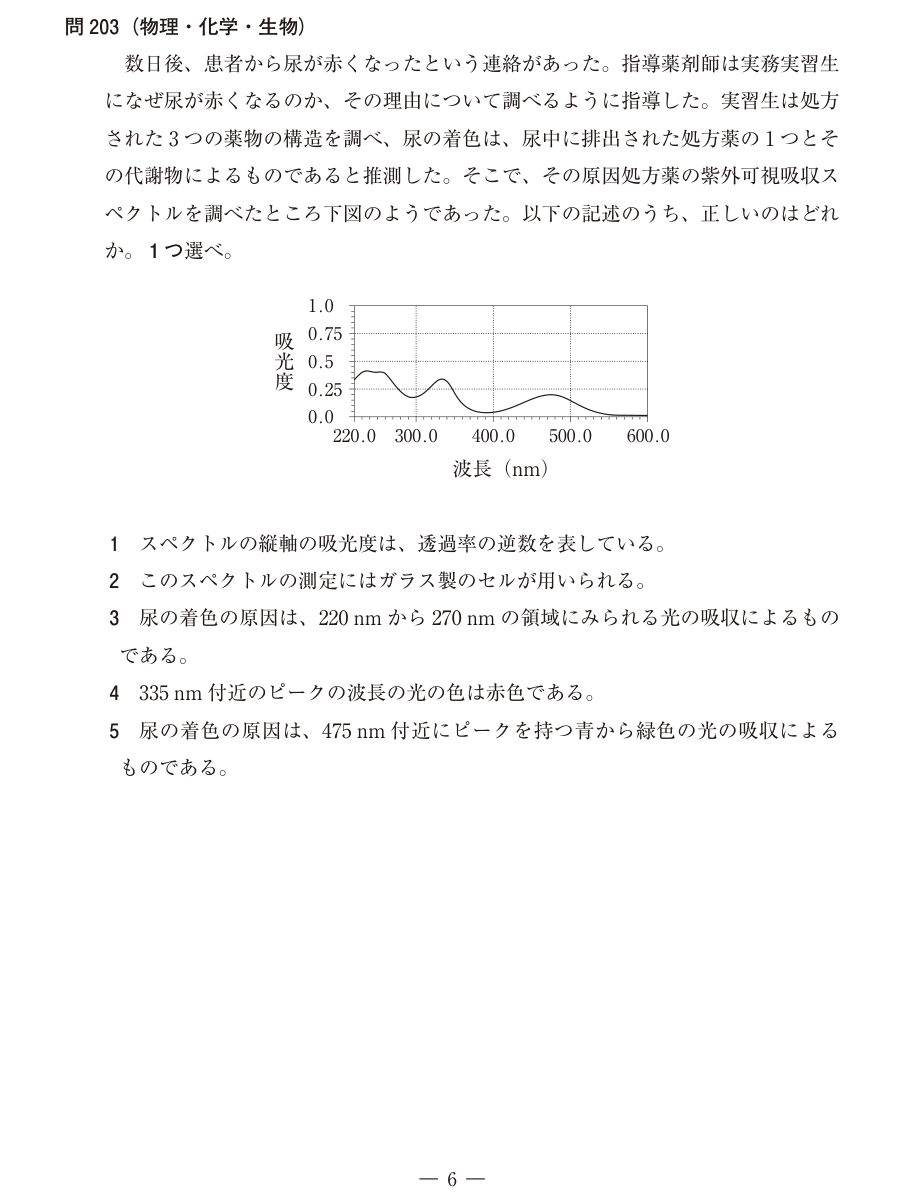 問 203（物理・化学・生物）
数日後、患者から尿が赤くなったという連絡があった。指導薬剤師は実務実習生
になぜ尿が赤くなるのか、その理由について調べるように指導した。実習生は処方
された３つの薬物の構造を調べ、尿の着色は、尿中に排出された処方薬の１つとそ
の代謝物によるものであると推測した。そこで、その原因処方薬の紫外可視吸収ス
ペクトルを調べたところ下図のようであった。以下の記述のうち、正しいのはどれ
か。１つ選べ。
1.0
0.75
0.5
0.25
0.0
吸光度
220.0 300.0 400.0 500.0 600.0
波長（nm）
1 スペクトルの縦軸の吸光度は、透過率の逆数を表している。
2 このスペクトルの測定にはガラス製のセルが用いられる。
3 尿の着色の原因は、220 nm から 270 nm の領域にみられる光の吸収によるもの
である。
4 335 nm 付近のピークの波長の光の色は赤色である。
5 尿の着色の原因は、475 nm 付近にピークを持つ青から緑色の光の吸収による
ものである。
— 6 —